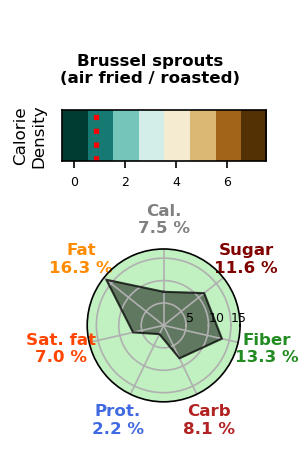 Brussel sprouts
(air fried / roasted)
Calorie
Density
0 2 4 6
Cal.
7.5 %
Fat
16.3 %
Sugar
11.6 %
5 10 15
Sat. fat
7.0 %
Fiber
13.3 %
Prot.
2.2 %
Carb
8.1 %